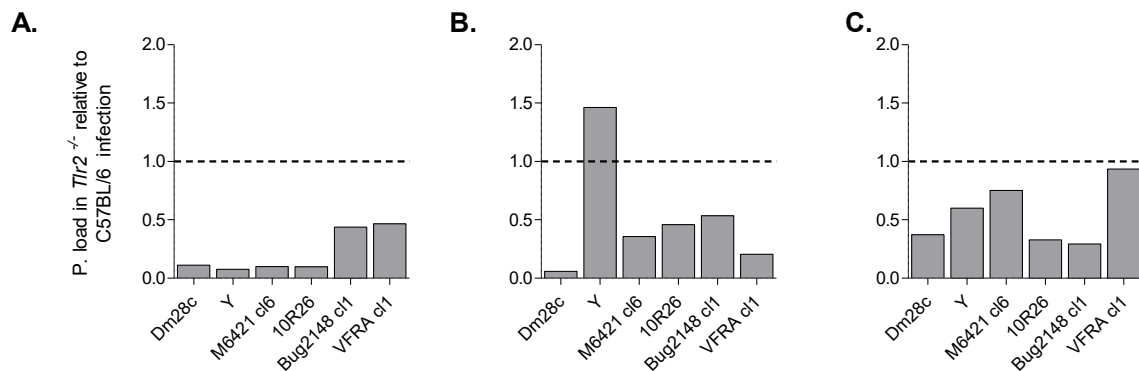 A.
P. load in Tlr2 -/- relative to
C57BL/6 infection
2.0
1.5
1.0
0.5
0.0
Dm28c
Y
M6421 cl6
10R26
Bug2148 cl1
VFRA cl1
B.
2.0
1.5
1.0
0.5
0.0
Dm28c
Y
M6421 cl6
10R26
Bug2148 cl1
VFRA cl1
C.
2.0
1.5
1.0
0.5
0.0
Dm28c
Y
M6421 cl6
10R26
Bug2148 cl1
VFRA cl1